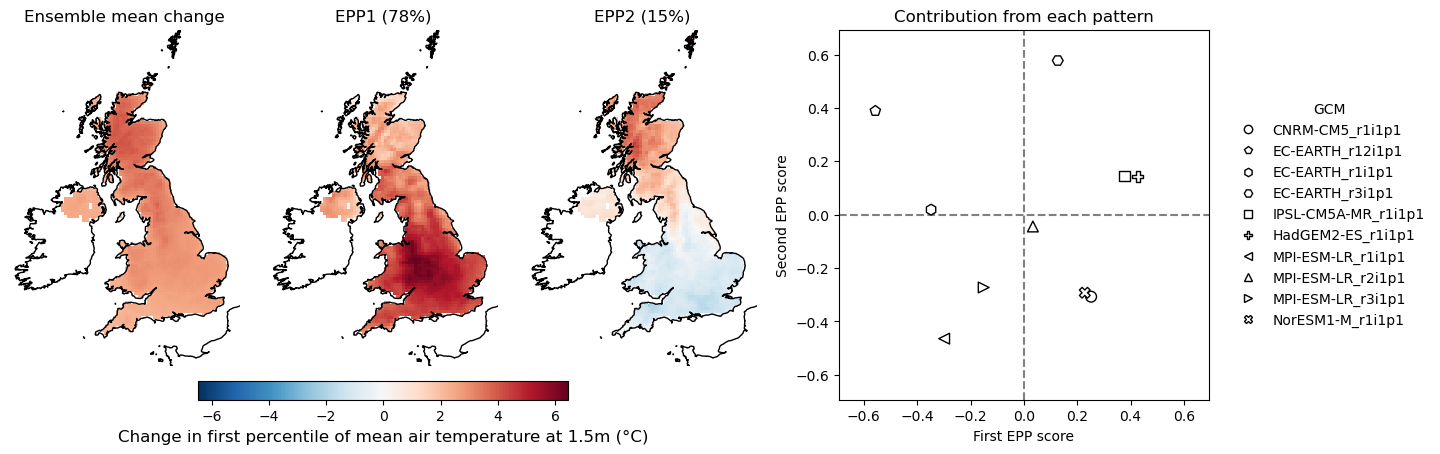 Ensemble mean change
EPP1 (78%)
EPP2 (15%)
−6 −4 −2 0 2 4 6
Change in first percentile of mean air temperature at 1.5m (°C)
Contribution from each pattern
Second EPP score
0.6
0.4
0.2
0.0
−0.2
−0.4
−0.6
−0.6 −0.4 −0.2 0.0 0.2 0.4 0.6
First EPP score
GCM
CNRM-CM5_r1i1p1
EC-EARTH_r12i1p1
EC-EARTH_r1i1p1
EC-EARTH_r3i1p1
IPSL-CM5A-MR_r1i1p1
HadGEM2-ES_r1i1p1
MPI-ESM-LR_r1i1p1
MPI-ESM-LR_r2i1p1
MPI-ESM-LR_r3i1p1
NorESM1-M_r1i1p1